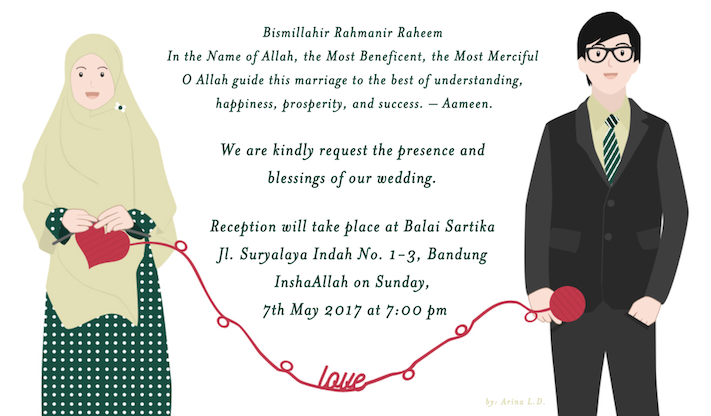 Bismillahir Rahmanir Raheem
In the Name of Allah, the Most Beneficent, the Most Merciful
O Allah guide this marriage to the best of understanding,
happiness, prosperity, and success. — Aameen.
We are kindly request the presence and
blessings of our wedding.
Reception will take place at Balai Sartika
Jl. Suryalaya Indah No. 1-3, Bandung
InshaAllah on Sunday,
7th May 2017 at 7:00 pm
love
by: Arina L.D.